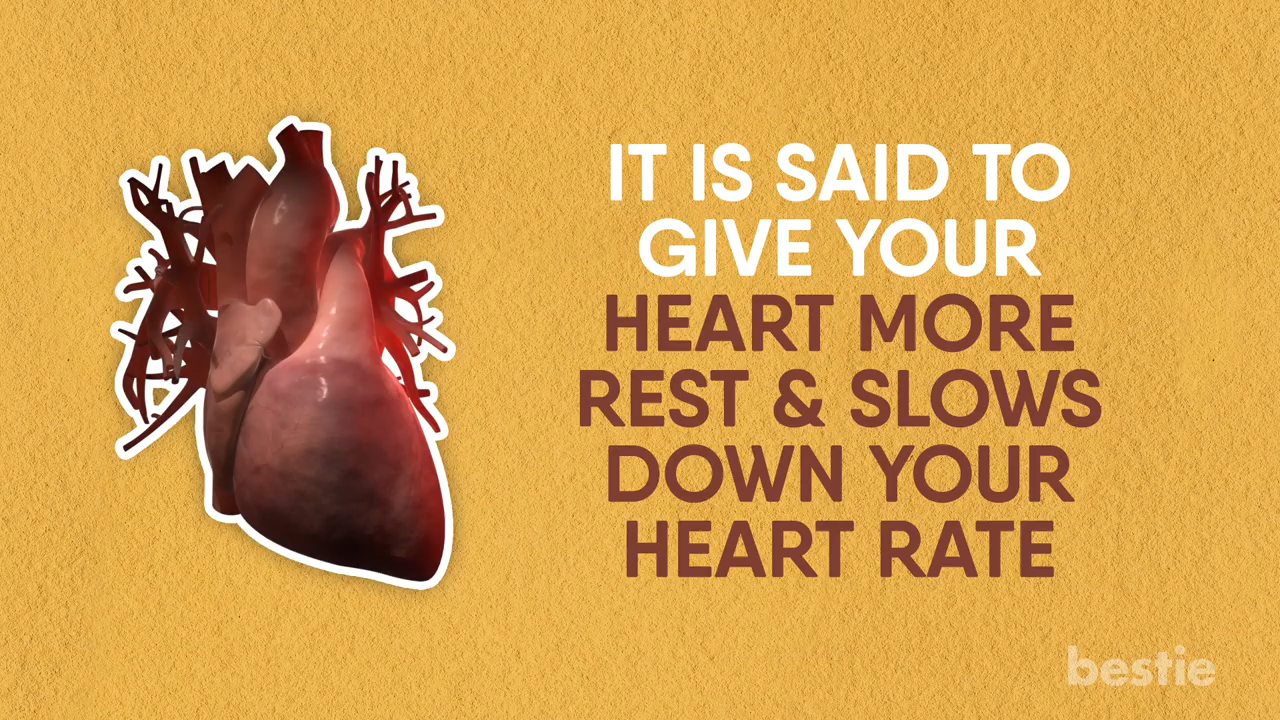 IT IS SAID TO
GIVE YOUR
HEART MORE
REST & SLOWS
DOWN YOUR
HEART RATE
bestie